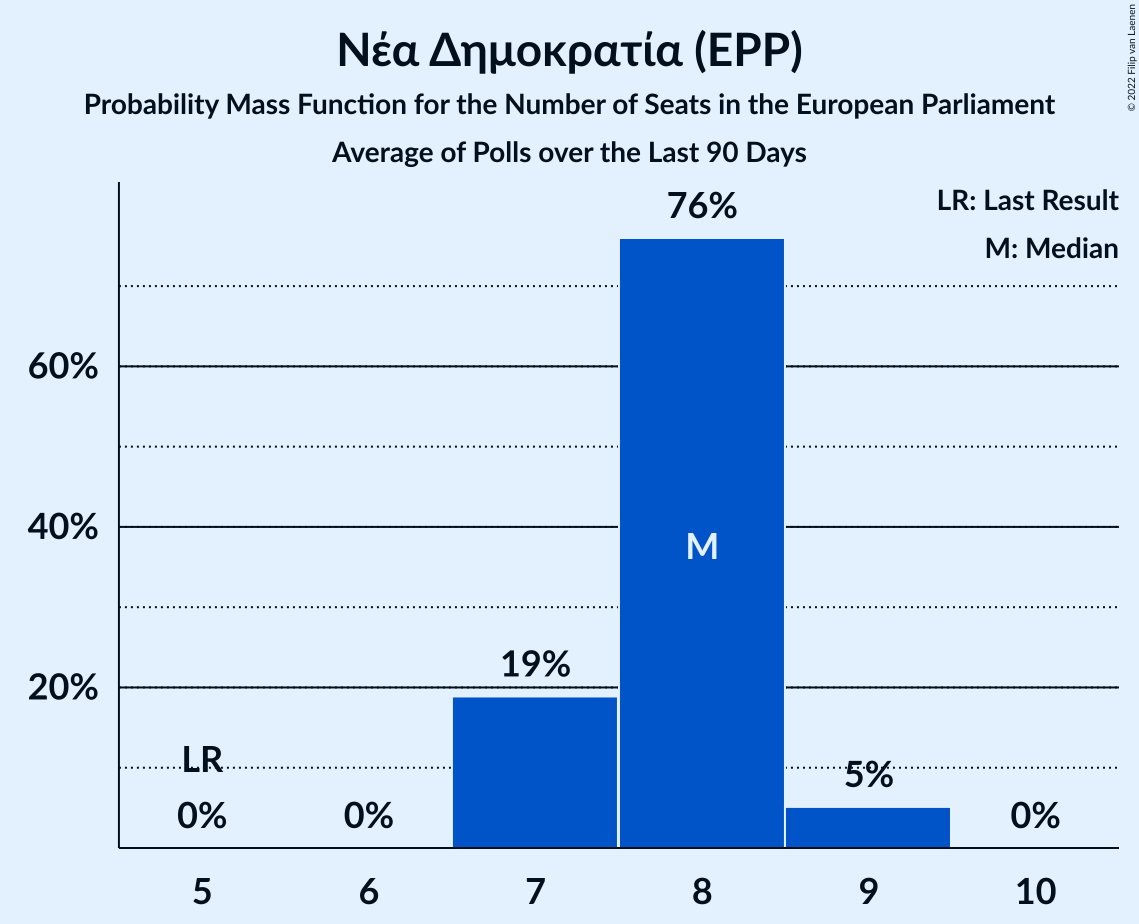 Νέα Δημοκρατία (EPP)
Probability Mass Function for the Number of Seats in the European Parliament
Average of Polls over the Last 90 Days
© 2022 Filip van Laenen
LR: Last Result
M: Median
76%
60%
40%
M
19%
20%
LR
5%
0%
0%
0%
5
6
7
8
9
10